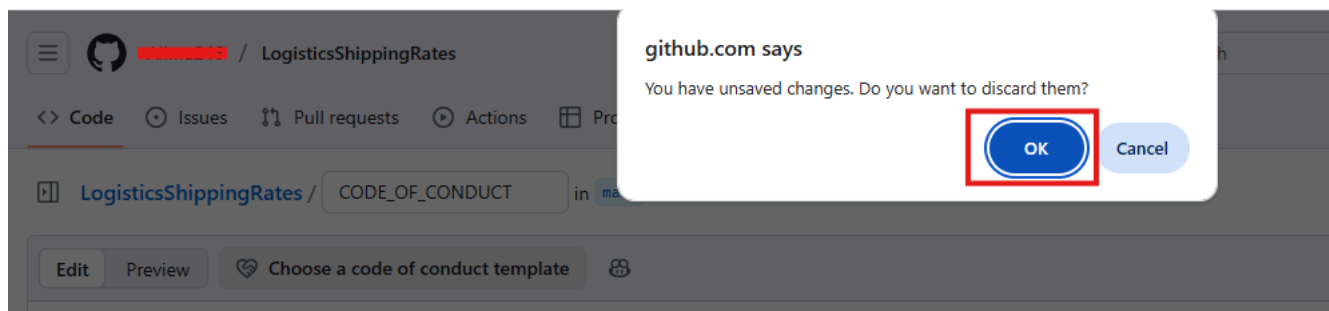 github.com says
You have unsaved changes. Do you want to discard them?
OK Cancel
/ LogisticsShippingRates
<> Code Issues Pull requests Actions
LogisticsShippingRates / CODE_OF_CONDUCT in
Edit Preview Choose a code of conduct template